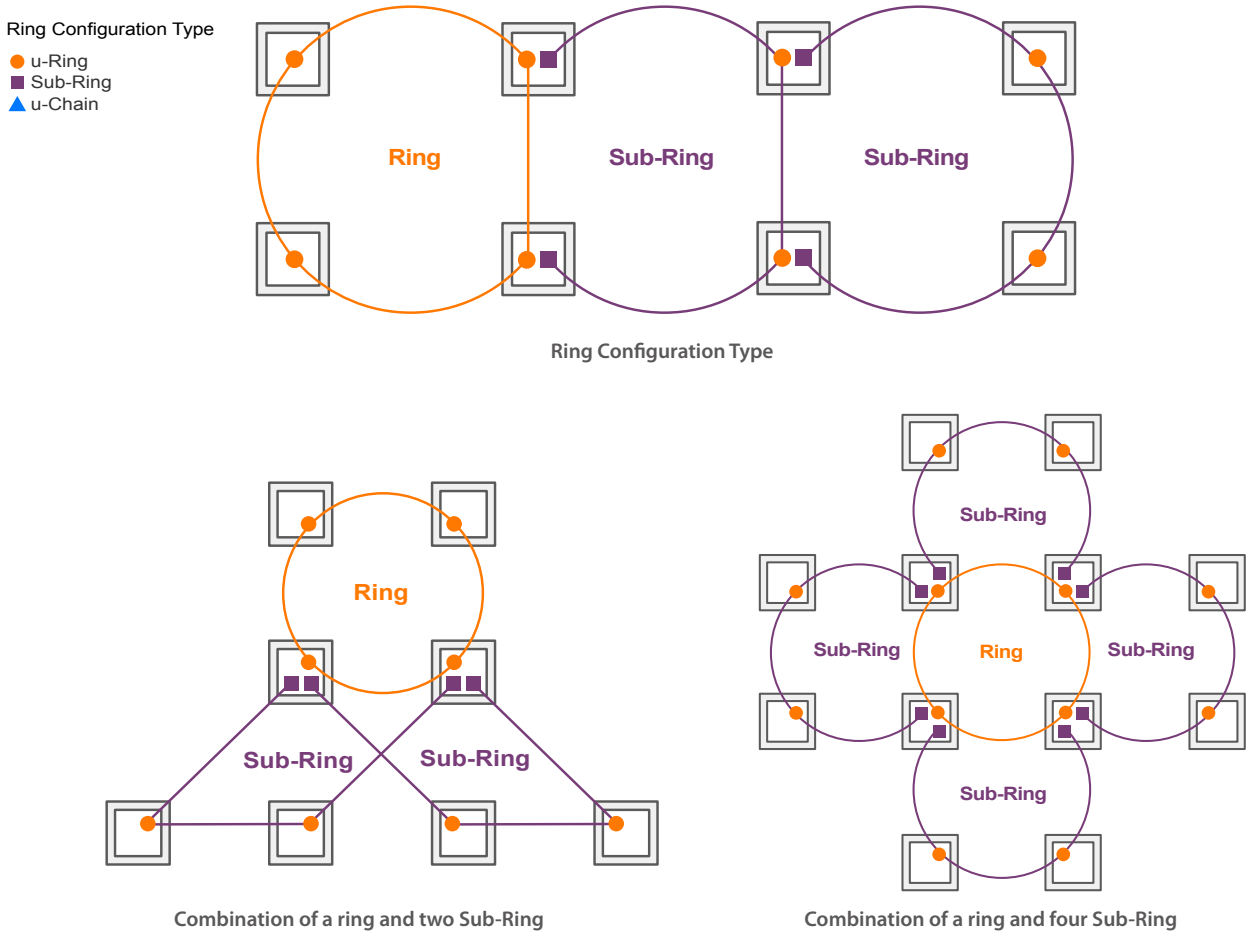 Ring Configuration Type
u-Ring
Sub-Ring
u-Chain
Ring
Sub-Ring
Sub-Ring
Ring Configuration Type
Ring
Sub-Ring
Sub-Ring
Combination of a ring and two Sub-Ring
Sub-Ring
Sub-Ring
Ring
Sub-Ring
Sub-Ring
Combination of a ring and four Sub-Ring